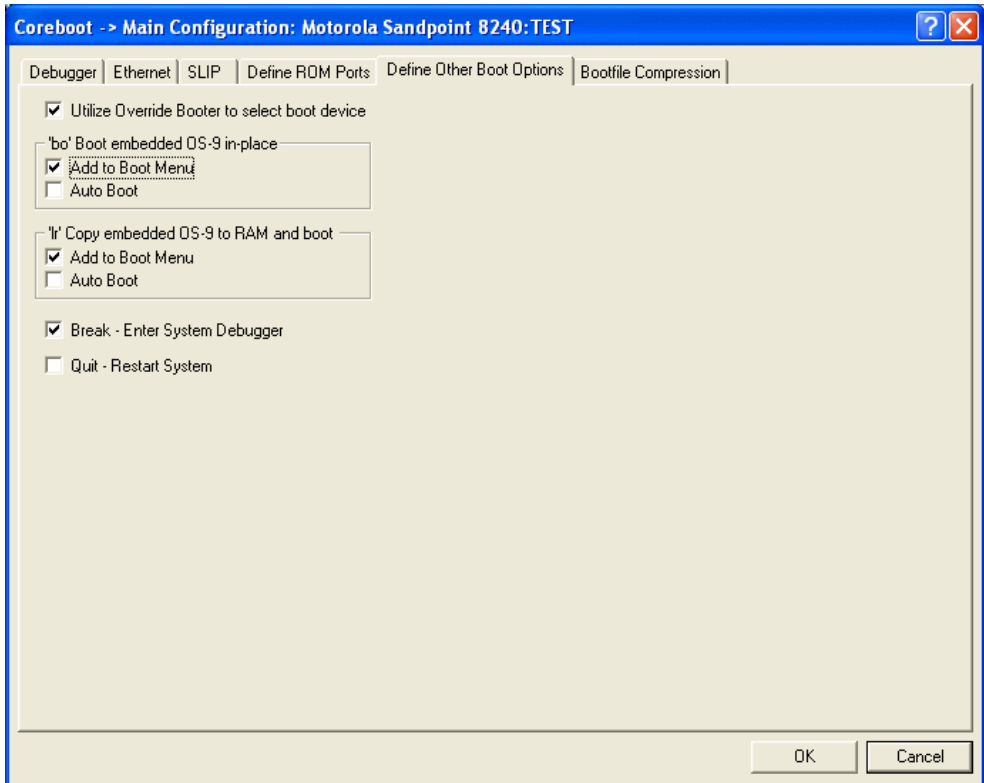 Coreboot -> Main Configuration: Motorola Sandpoint 8240:TEST
Debugger Ethernet SLIP Define ROM Ports Define Other Boot Options Bootfile Compression
Utilize Override Booter to select boot device
'bo' Boot embedded OS-9 in-place
Add to Boot Menu
Auto Boot
'lr' Copy embedded OS-9 to RAM and boot
Add to Boot Menu
Auto Boot
Break - Enter System Debugger
Quit - Restart System
OK Cancel